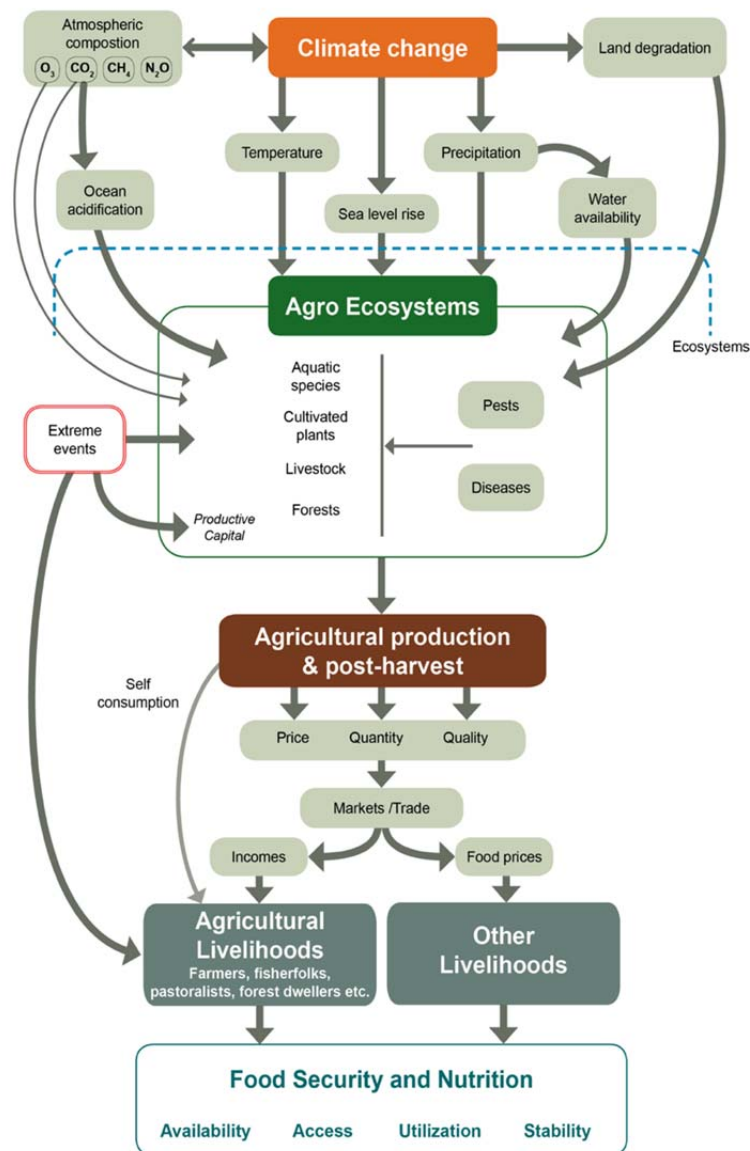 Atmospheric
compostion
O₃ CO₂ CH₄ N₂O
Climate change
Land degradation
Temperature
Precipitation
Ocean
acidification
Sea level rise
Water
availability
Agro Ecosystems
Ecosystems
Aquatic
species
Cultivated
plants
Livestock
Forests
Pests
Diseases
Extreme
events
Productive
Capital
Agricultural production
& post-harvest
Self
consumption
Price Quantity Quality
Markets /Trade
Incomes
Food prices
Agricultural
Livelihoods
Farmers, fisherfolks,
pastoralists, forest dwellers etc.
Other
Livelihoods
Food Security and Nutrition
Availability Access Utilization Stability